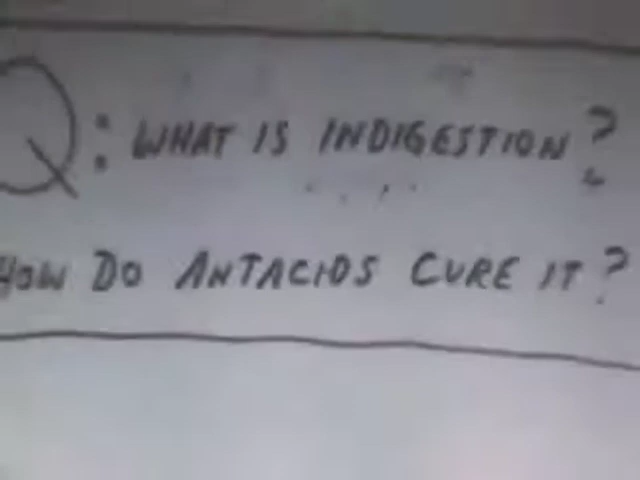 Q: WHAT IS INDIGESTION?
HOW DO ANTACIDS CURE IT?